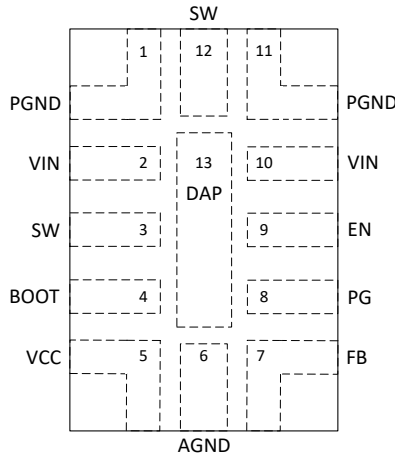 SW
1 12 11
PGND PGND
VIN 2 13 10 VIN
DAP
SW 3 9 EN
BOOT 4 8 PG
VCC 5 6 7 FB
AGND